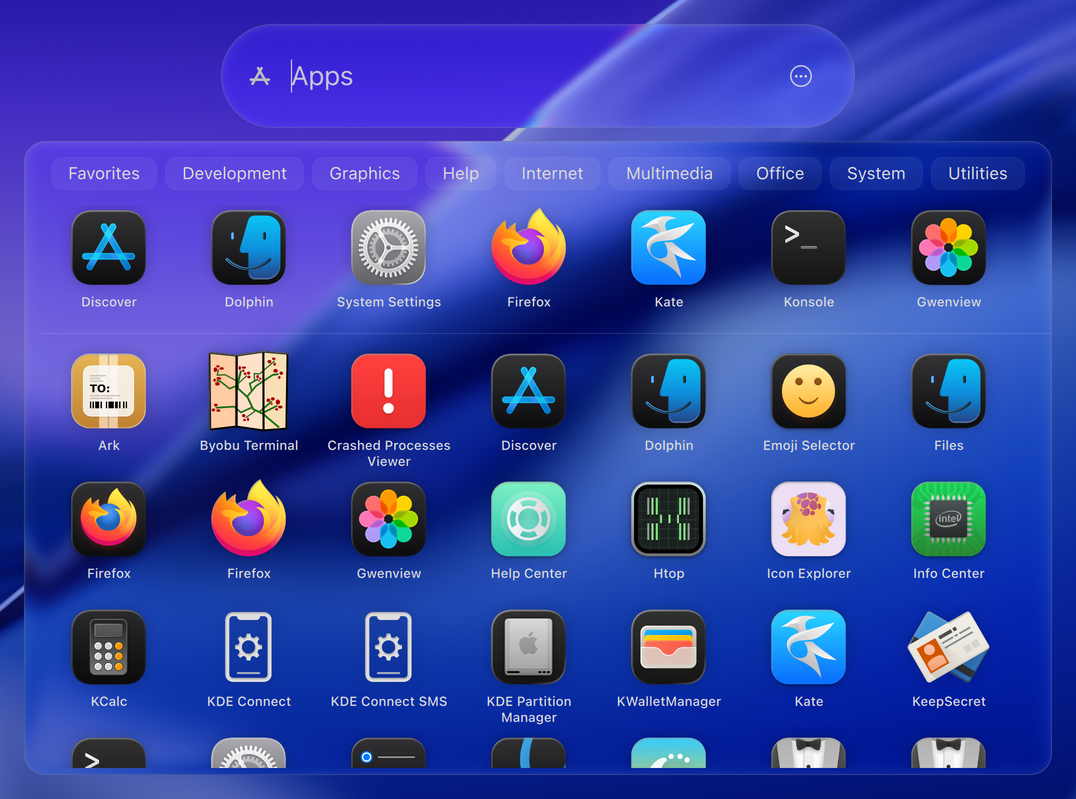 Apps
Favorites Development Graphics Help Internet Multimedia Office System Utilities
Discover Dolphin System Settings Firefox Kate Konsole Gwenview
TO:
Ark Byobu Terminal Crashed Processes Viewer Discover Dolphin Emoji Selector Files
intel
Firefox Firefox Gwenview Help Center Htop Icon Explorer Info Center
KCalc KDE Connect KDE Connect SMS KDE Partition Manager KWalletManager Kate KeepSecret